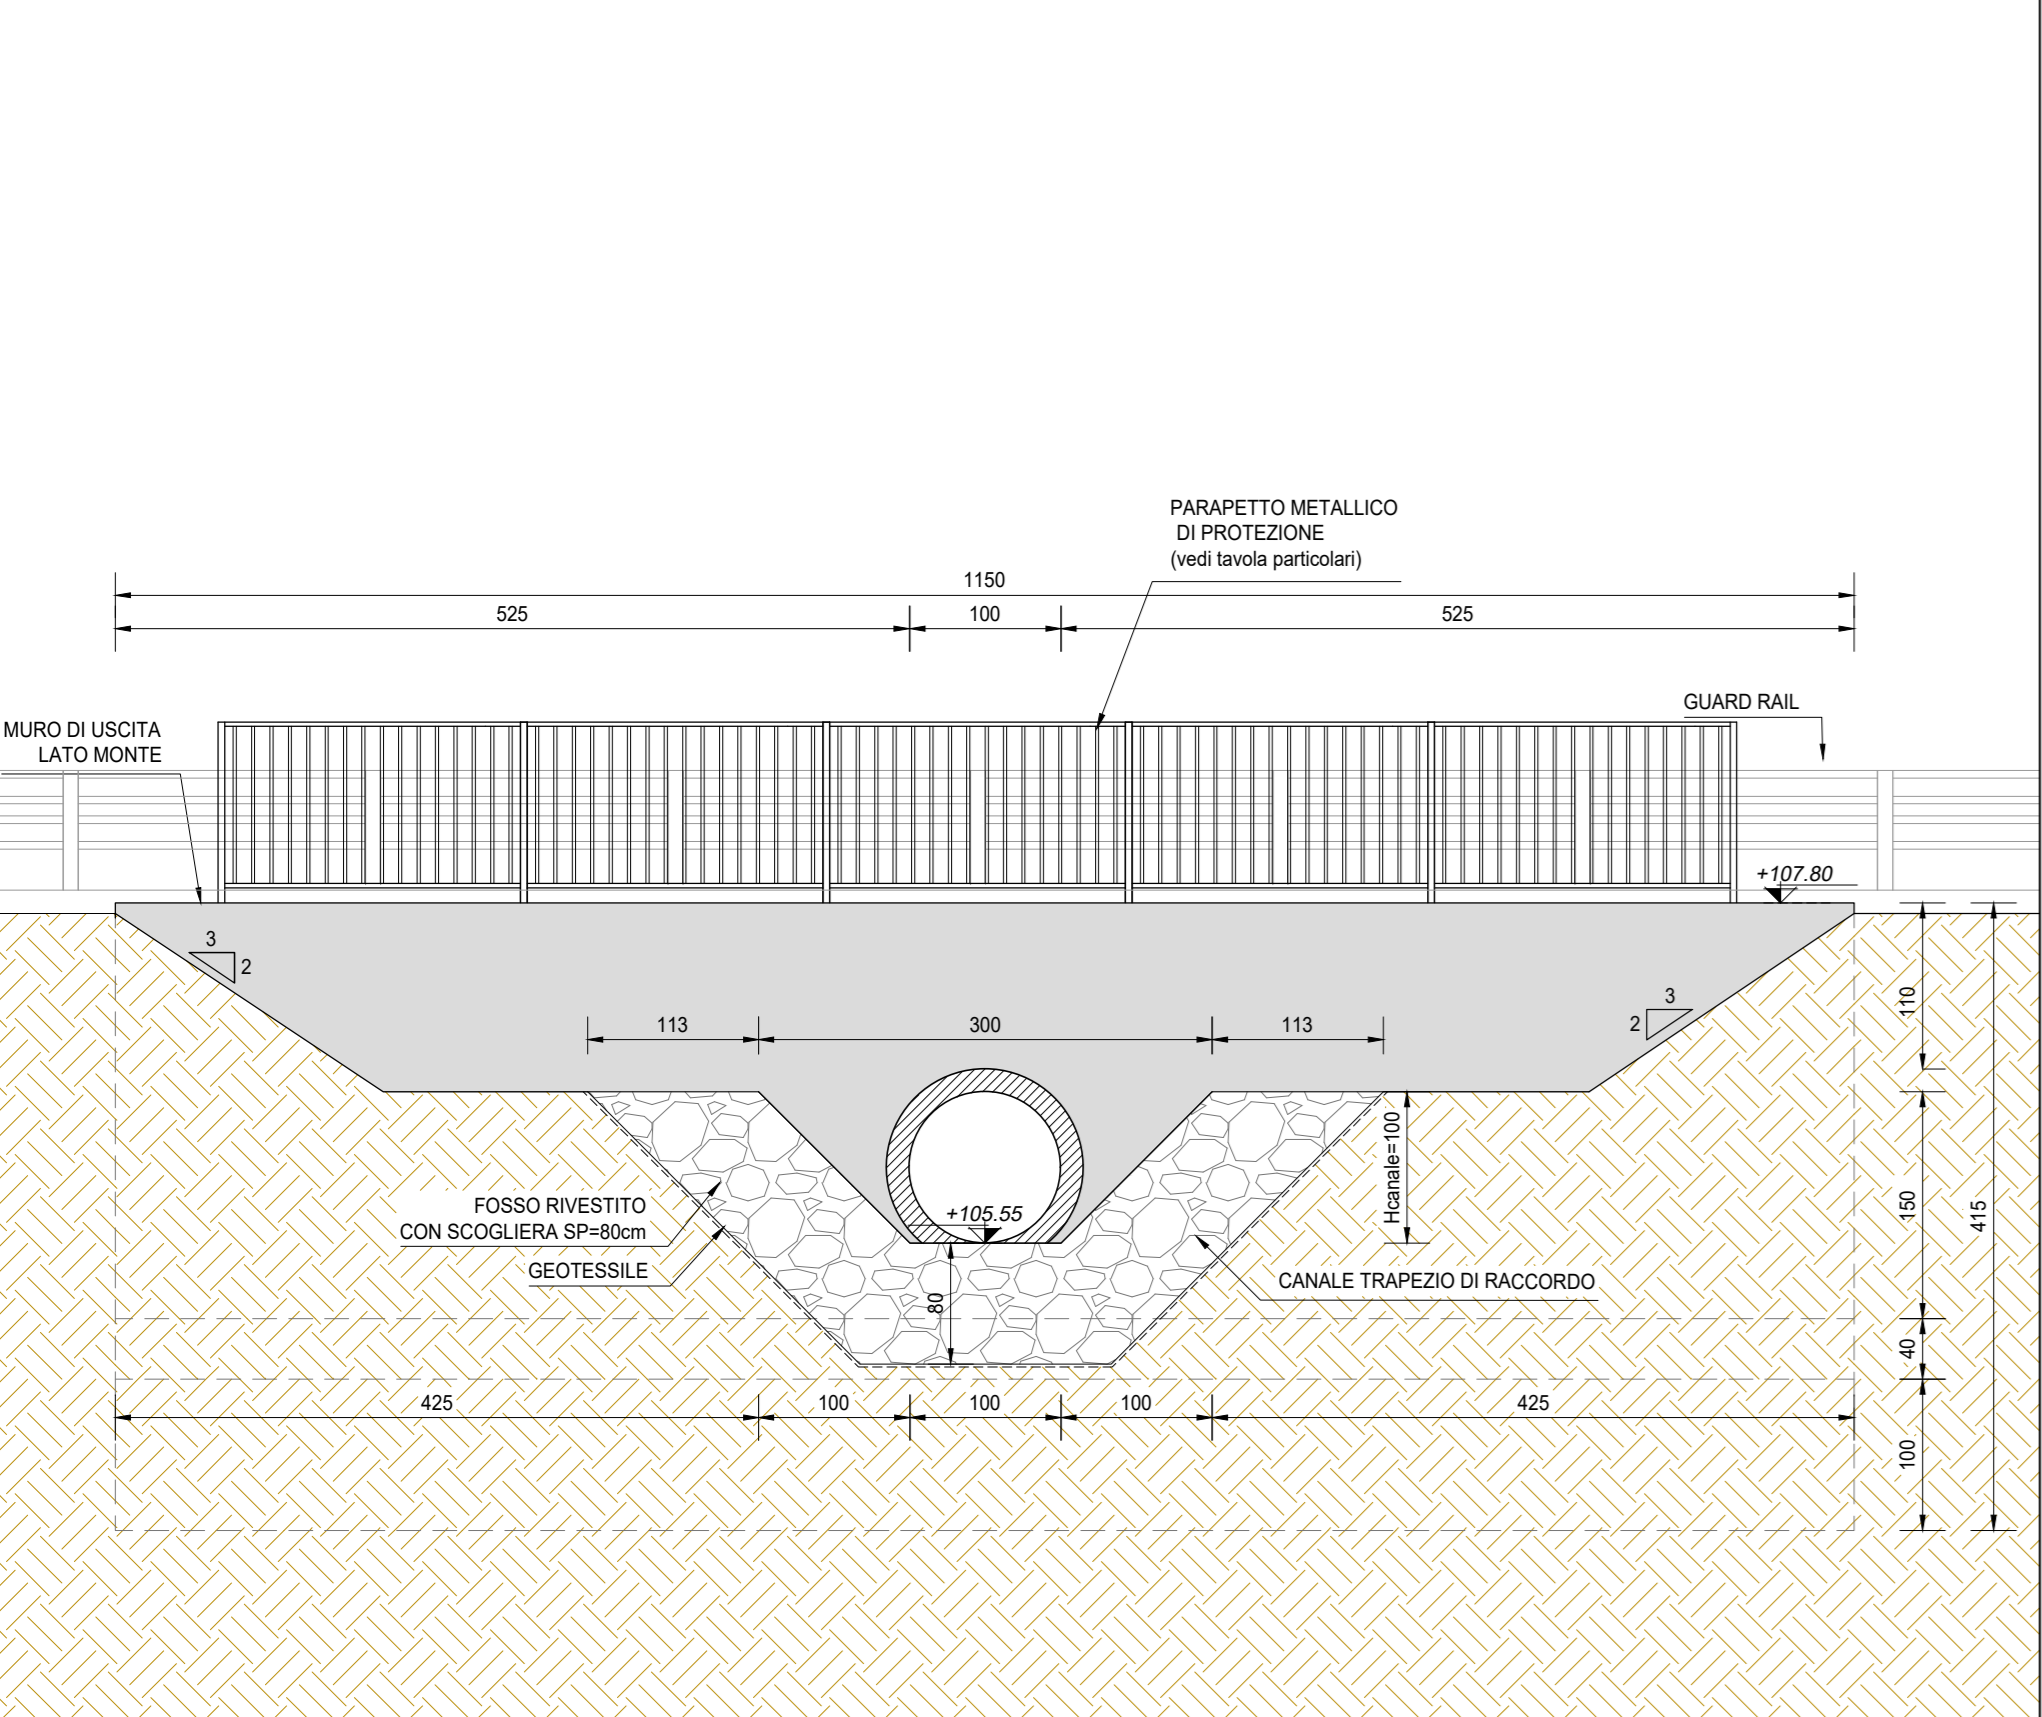 PARAPETTO METALLICO
DI PROTEZIONE
(vedi tavola particolari)
1150
525
100
525
GUARD RAIL
MURO DI USCITA
LATO MONTE
+107.80
3
2
3
2
110
113
300
113
Hcanale=100
FOSSO RIVESTITO
CON SCOGLIERA SP=80cm
+105.55
150
415
GEOTESSILE
CANALE TRAPEZIO DI RACCORDO
80
40
425
100
100
100
425
100